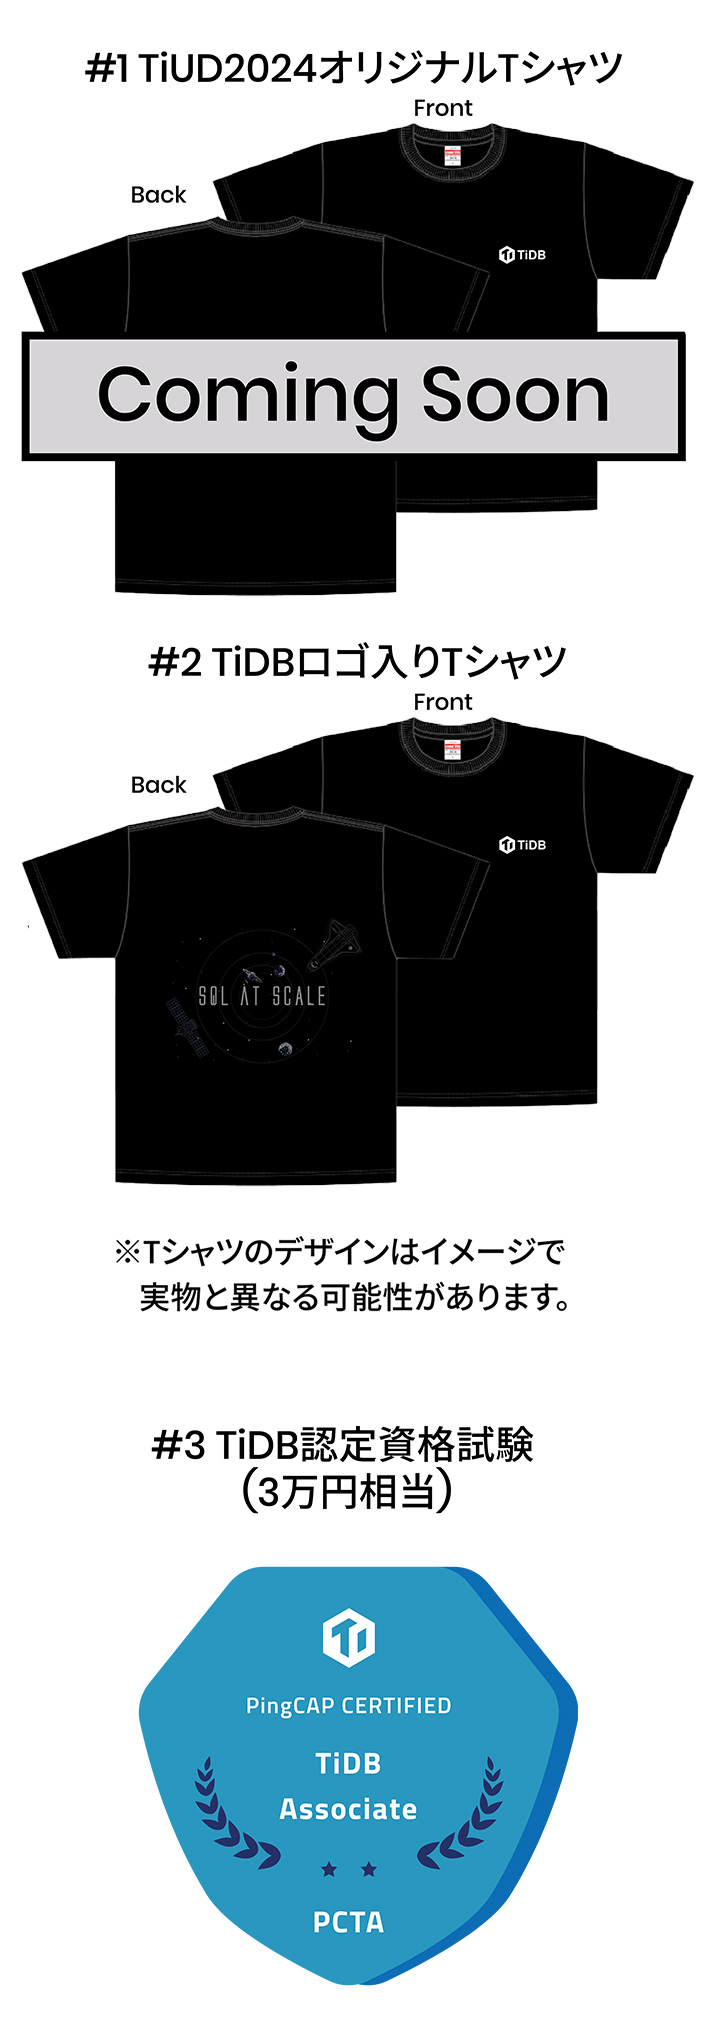 #1 TiUD2024オリジナルTシャツ
Front
Back
TiDB
Coming Soon
#2 TiDBロゴ入りTシャツ
Front
Back
TiDB
SQL AT SCALE
※Tシャツのデザインはイメージで
実物と異なる可能性があります。
#3 TiDB認定資格試験
(3万円相当)
PingCAP CERTIFIED
TiDB
Associate
PCTA